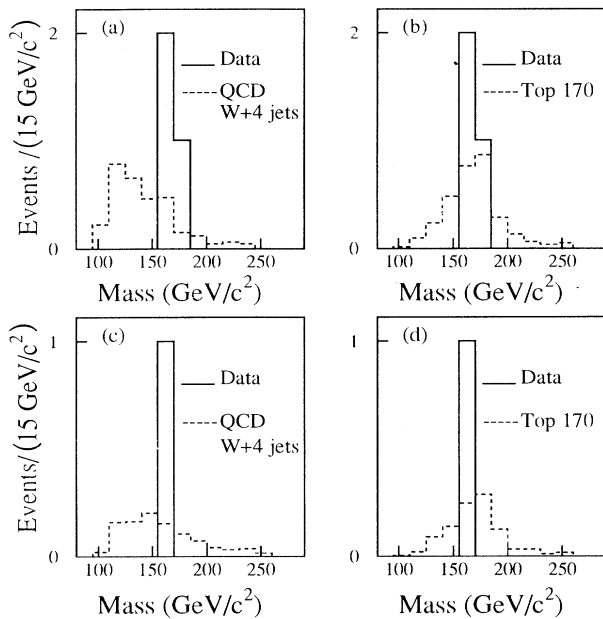 Events/(15 GeV/c²)
2
0
(a)
Data
QCD
W+4 jets
100 150 200 250
Mass (GeV/c²)
2
0
(b)
Data
Top 170
100 150 200 250
Mass (GeV/c²)
Events/(15 GeV/c²)
1
0
(c)
Data
QCD
W+4 jets
100 150 200 250
Mass (GeV/c²)
1
0
(d)
Data
Top 170
100 150 200 250
Mass (GeV/c²)